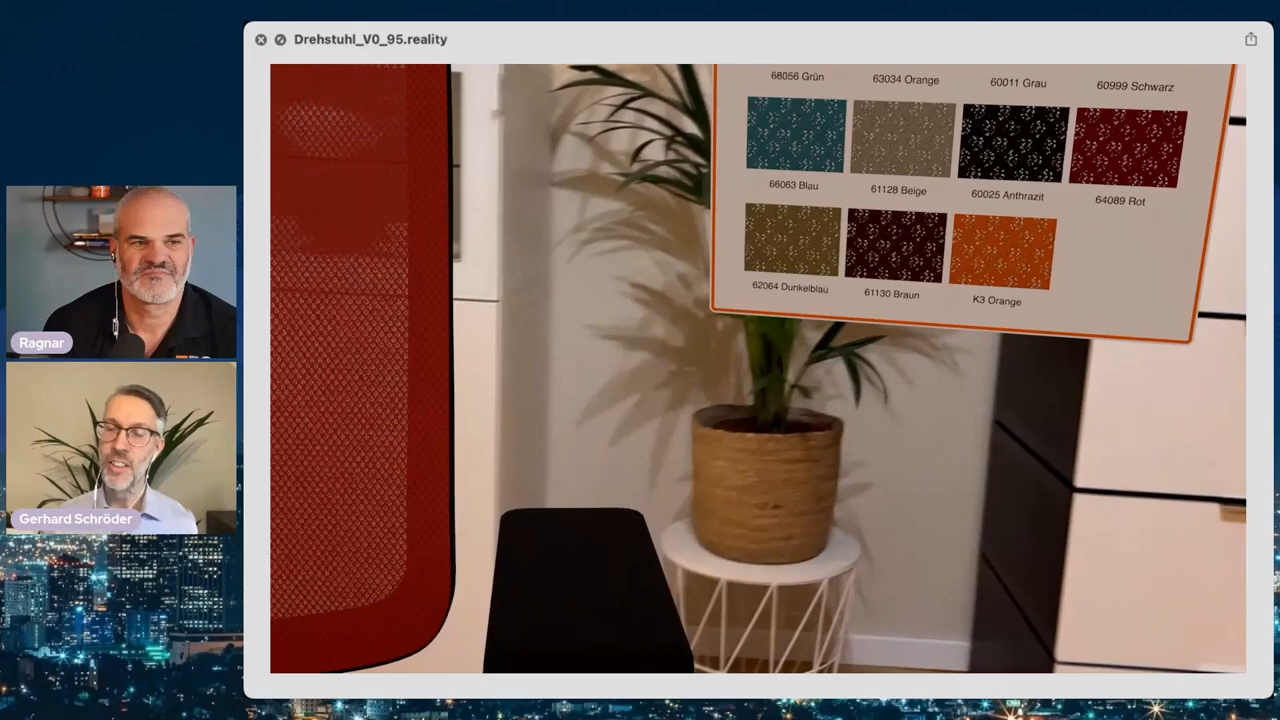 Drehstuhl_V0_95.reality
68056 Grün
63034 Orange
60011 Grau
60999 Schwarz
66063 Blau
61128 Beige
60025 Anthrazit
64089 Rot
62064 Dunkelblau
61130 Braun
K3 Orange
Ragnar
Gerhard Schröder